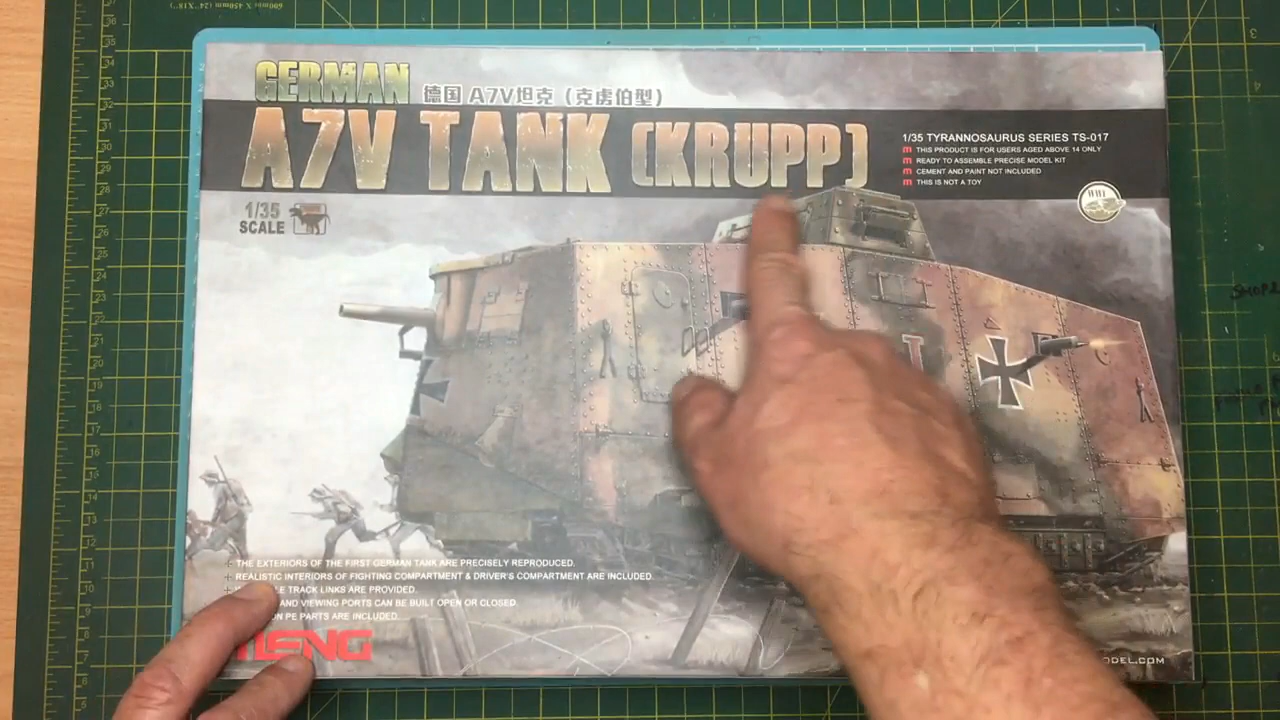 GERMAN 德国 A7V坦克 (克虏伯型)
A7V TANK (KRUPP)
1/35 TYRANNOSAURUS SERIES TS-017
THIS PRODUCT IS FOR USERS AGED ABOVE 14 ONLY
READY TO ASSEMBLE PRECISE MODEL KIT
CEMENT AND PAINT NOT INCLUDED
THIS IS NOT A TOY
WWI
1/35
SCALE
THE EXTERIORS OF THE FIRST GERMAN TANK ARE PRECISELY REPRODUCED.
REALISTIC INTERIORS OF FIGHTING COMPARTMENT & DRIVER'S COMPARTMENT ARE INCLUDED.
TRACK LINKS ARE PROVIDED.
AND VIEWING PORTS CAN BE BUILT OPEN OR CLOSED.
PE PARTS ARE INCLUDED.
MENG